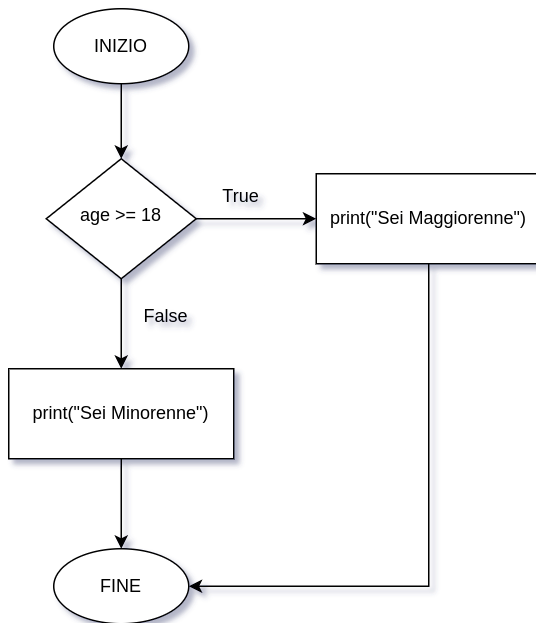 INIZIO
age >= 18
True
print("Sei Maggiorenne")
False
print("Sei Minorenne")
FINE